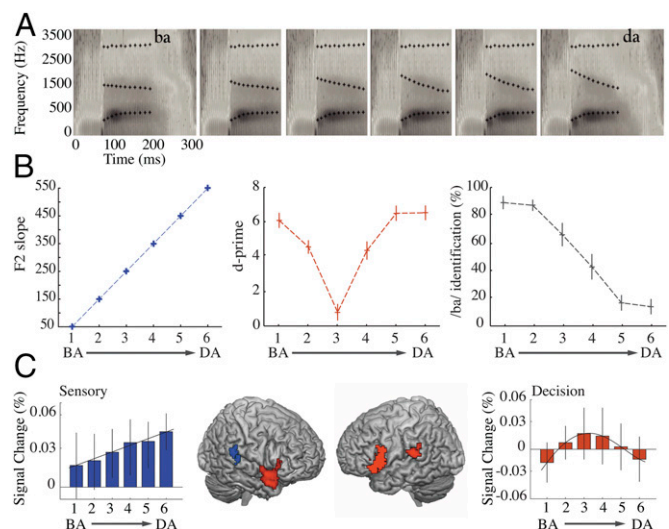 A
Frequency (Hz)
3500
2500
1500
500
0
ba
da
0 100 200 300
Time (ms)
B
F2 slope
550
450
350
250
150
50
1 2 3 4 5 6
BA DA
d-prime
8
6
4
2
0
1 2 3 4 5 6
BA DA
/ba/ identification (%)
100
80
60
40
20
0
1 2 3 4 5 6
BA DA
C
Sensory
Signal Change (%)
0.06
0.03
0
1 2 3 4 5 6
BA DA
Decision
Signal Change (%)
0.06
0
-0.03
-0.06
1 2 3 4 5 6
BA DA